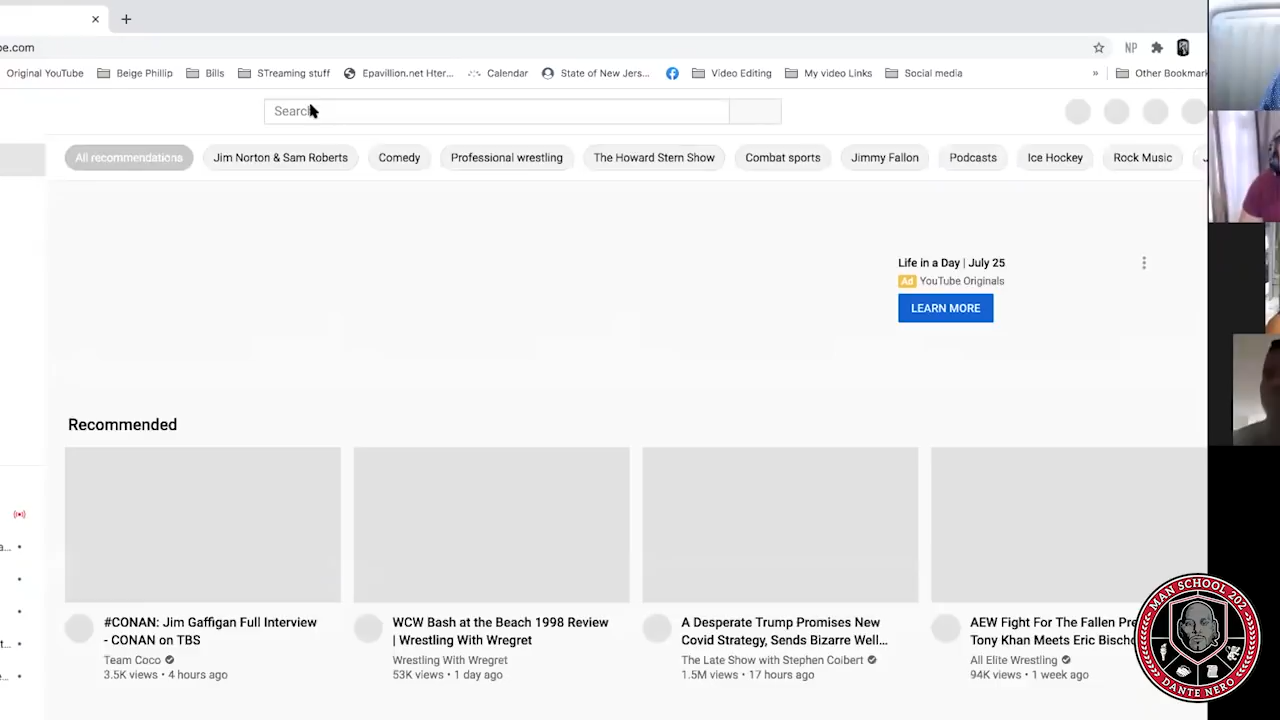 be.com
NP
Original YouTube
Beige Phillip
Bills
STreaming stuff
Epavillion.net Hter...
Calendar
State of New Jers...
Video Editing
My video Links
Social media
»
Other Bookmark
Search
All recommendations
Jim Norton & Sam Roberts
Comedy
Professional wrestling
The Howard Stern Show
Combat sports
Jimmy Fallon
Podcasts
Ice Hockey
Rock Music
Life in a Day | July 25
Ad YouTube Originals
LEARN MORE
Recommended
#CONAN: Jim Gaffigan Full Interview
- CONAN on TBS
Team Coco
3.5K views • 4 hours ago
WCW Bash at the Beach 1998 Review
| Wrestling With Wregret
Wrestling With Wregret
53K views • 1 day ago
A Desperate Trump Promises New
Covid Strategy, Sends Bizarre Well...
The Late Show with Stephen Colbert
1.5M views • 17 hours ago
AEW Fight For The Fallen Pre
Tony Khan Meets Eric Bischo
All Elite Wrestling
94K views • 1 week ago
MAN SCHOOL 202
DANTE NERO